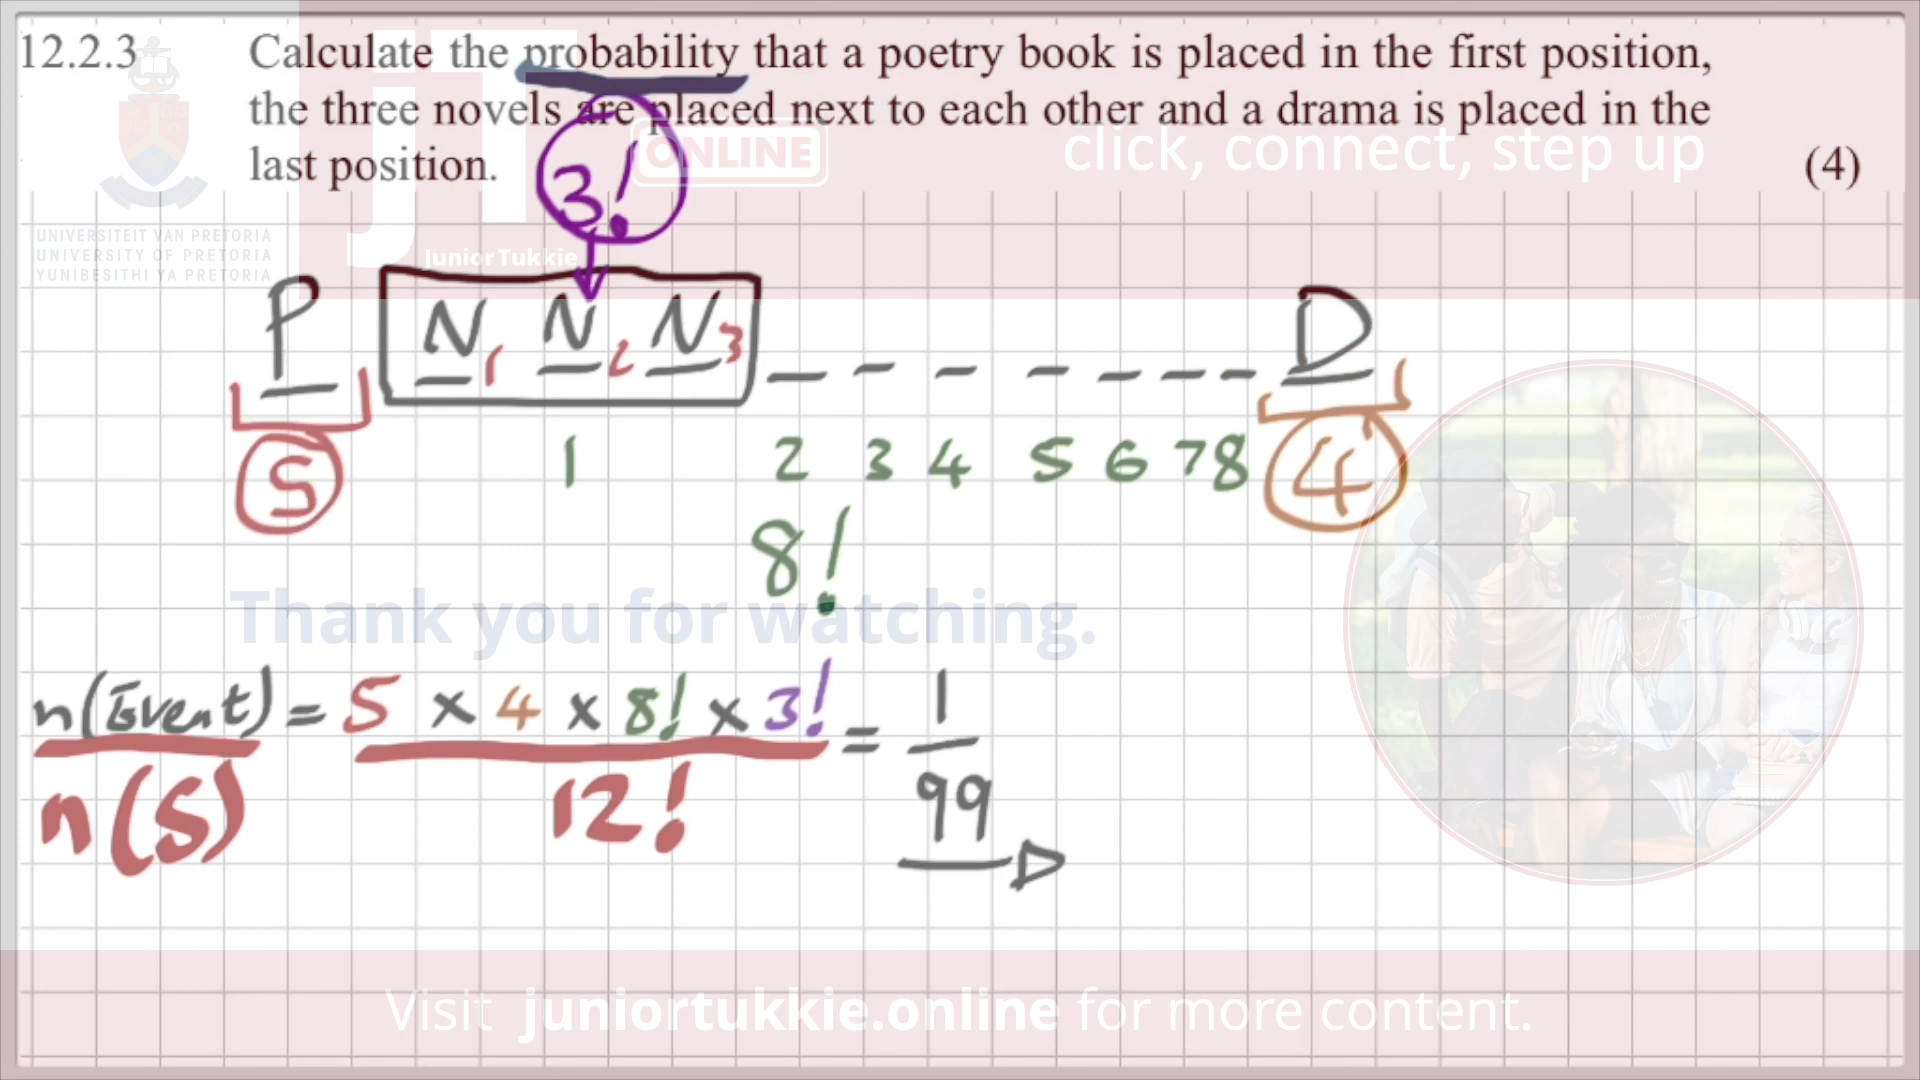 12.2.3 Calculate the probability that a poetry book is placed in the first position,
the three novels are placed next to each other and a drama is placed in the
last position. (4)
jT
ONLINE
click, connect, step up
3!
UNIVERSITEIT VAN PRETORIA
UNIVERSITY OF PRETORIA
YUNIBESITHI YA PRETORIA
JuniorTukkie
P N1 N2 N3 _ _ _ _ _ _ _ D
5 1 2 3 4 5 6 7 8 4
8!
Thank you for watching.
n(Event) = 5 x 4 x 8! x 3! = 1
n(S) 12! 99
Visit juniortukkie.online for more content.